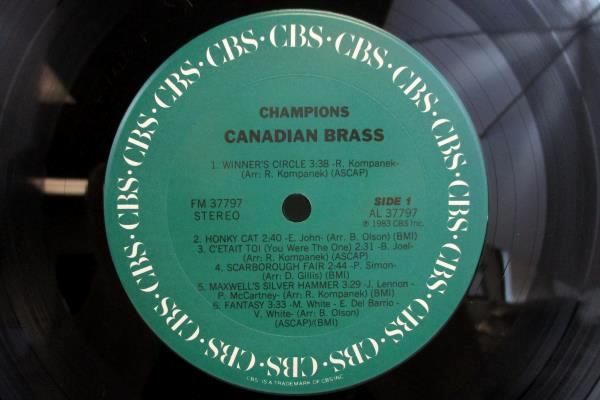 CBS · CBS · CBS · CBS · CBS · CBS · CBS · CBS · CBS · CBS · CBS · CBS · CBS · CBS · CBS · CBS · CBS · CBS · CBS · CBS
CHAMPIONS
CANADIAN BRASS
1. WINNER'S CIRCLE 3:38 -R. Kompanek-
(Arr: R. Kompanek) (ASCAP)
FM 37797
STEREO
SIDE 1
AL 37797
℗ 1983 CBS Inc.
2. HONKY CAT 2:40 -E. John- (Arr: B. Olson) (BMI)
3. C'ETAIT TOI (You Were The One) 2:31 -B. Joel-
(Arr: R. Kompanek) (ASCAP)
4. SCARBOROUGH FAIR 2:44 -P. Simon-
(Arr: D. Gillis) (BMI)
5. MAXWELL'S SILVER HAMMER 3:29 -J. Lennon -
P. McCartney- (Arr: R. Kompanek) (BMI)
6. FANTASY 3:33 -M. White - E. Del Barrio -
V. White- (Arr: B. Olson)
(ASCAP)/(BMI)
CBS IS A TRADEMARK OF CBS INC.